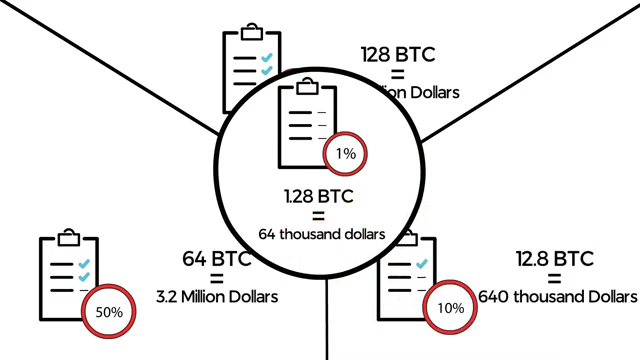 128 BTC
=
Dollars
1%
1.28 BTC
=
64 thousand dollars
64 BTC
=
3.2 Million Dollars
50%
12.8 BTC
=
640 thousand Dollars
10%